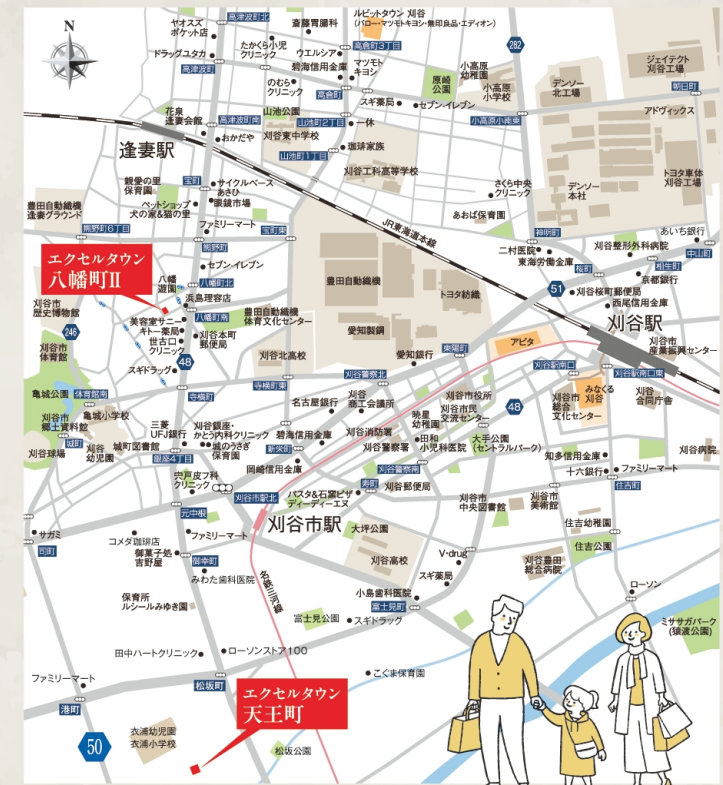 N
ヤオスズ
ポケット店
高津波町北
斎藤胃腸科
ルビットタウン 刈谷
(バロー・マツモトキヨシ・無印良品・エディオン)
ドラッグユタカ
たかくら小児
クリニック
ウエルシア
高倉町3丁目
282
高津波町
碧海信用金庫
マツモト
キヨシ
のむら
クリニック
高倉町
原崎
公園
小高原
幼稚園
小高原
小学校
デンソー
北工場
ジェイテクト
刈谷工場
朝日町
スギ薬局
セブン-イレブン
アドヴィックス
花泉
逢妻会館
高津波町南
山池公園
山池町2丁目
一休
小高原小南東
おかだや
刈谷東中学校
逢妻駅
山池町1丁目
珈琲家族
刈谷工科高等学校
トヨタ車体
刈谷工場
親愛の里
保育園
宝町
サイクルベース
あさひ
さくら中央
クリニック
デンソー
本社
ペットショップ
犬の家&猫の里
眼鏡市場
豊田自動織機
逢妻グラウンド
あおば保育園
熊野町6丁目
ファミリーマート
宝町東
JR東海道本線
神明町
あいち銀行
熊野町
二村医院
刈谷整形外科病院
中山町
エクセルタウン
八幡町II
東海労働金庫
桜町
相生町
セブン-イレブン
京都銀行
八幡
遊園
八幡町北
豊田自動織機
51
刈谷桜町郵便局
浜島理容店
トヨタ紡織
西尾信用金庫
刈谷市
歴史博物館
美容室サニー
八幡町南
豊田自動織機
体育文化センター
刈谷駅
キトー薬局
刈谷本町
郵便局
愛知製鋼
246
世古口
クリニック
東陽町
アピタ
刈谷市
産業振興センター
刈谷市
体育館
48
刈谷北高校
愛知銀行
スギドラッグ
刈谷警察北
刈谷駅南口
刈谷駅南口東
寺横町東
亀城公園
体育館南
寺横町
刈谷
商工会議所
刈谷市役所
みなくる
刈谷
刈谷
合同庁舎
名古屋銀行
48
亀城小学校
暁星
幼稚園
刈谷市民
交流センター
刈谷市
総合
文化センター
刈谷市
郷土資料館
三菱
UFJ銀行
刈谷銀座・
かとう内科クリニック
碧海信用金庫
刈谷消防署
城町
刈谷
幼児園
城町図書館
城のうさぎ
保育園
新栄町
刈谷警察署
田和
小児科医院
大手公園
(セントラルパーク)
刈谷球場
銀座4丁目
刈谷警察南
知多信用金庫
刈谷病院
岡崎信用金庫
十六銀行
ファミリーマート
宍戸皮フ科
クリニック
寿町
刈谷郵便局
住吉町
刈谷市駅北
パスタ&石窯ピザ
ディーディーエヌ
刈谷市
中央図書館
刈谷市
美術館
元中根
刈谷市駅
サガミ
コメダ珈琲店
ファミリーマート
大坪公園
住吉幼稚園
司町
御菓子処
吉野屋
御幸町
V・drug
住吉公園
みわた歯科医院
名鉄三河線
刈谷高校
スギ薬局
刈谷豊田
総合病院
保育所
ルシールみゆき園
小島歯科医院
ローソン
富士見公園
富士見町
スギドラッグ
ミササガパーク
(猿渡公園)
田中ハートクリニック
ローソンストア100
ファミリーマート
こぐま保育園
松坂町
エクセルタウン
天王町
港町
50
衣浦幼児園
衣浦小学校
松坂公園